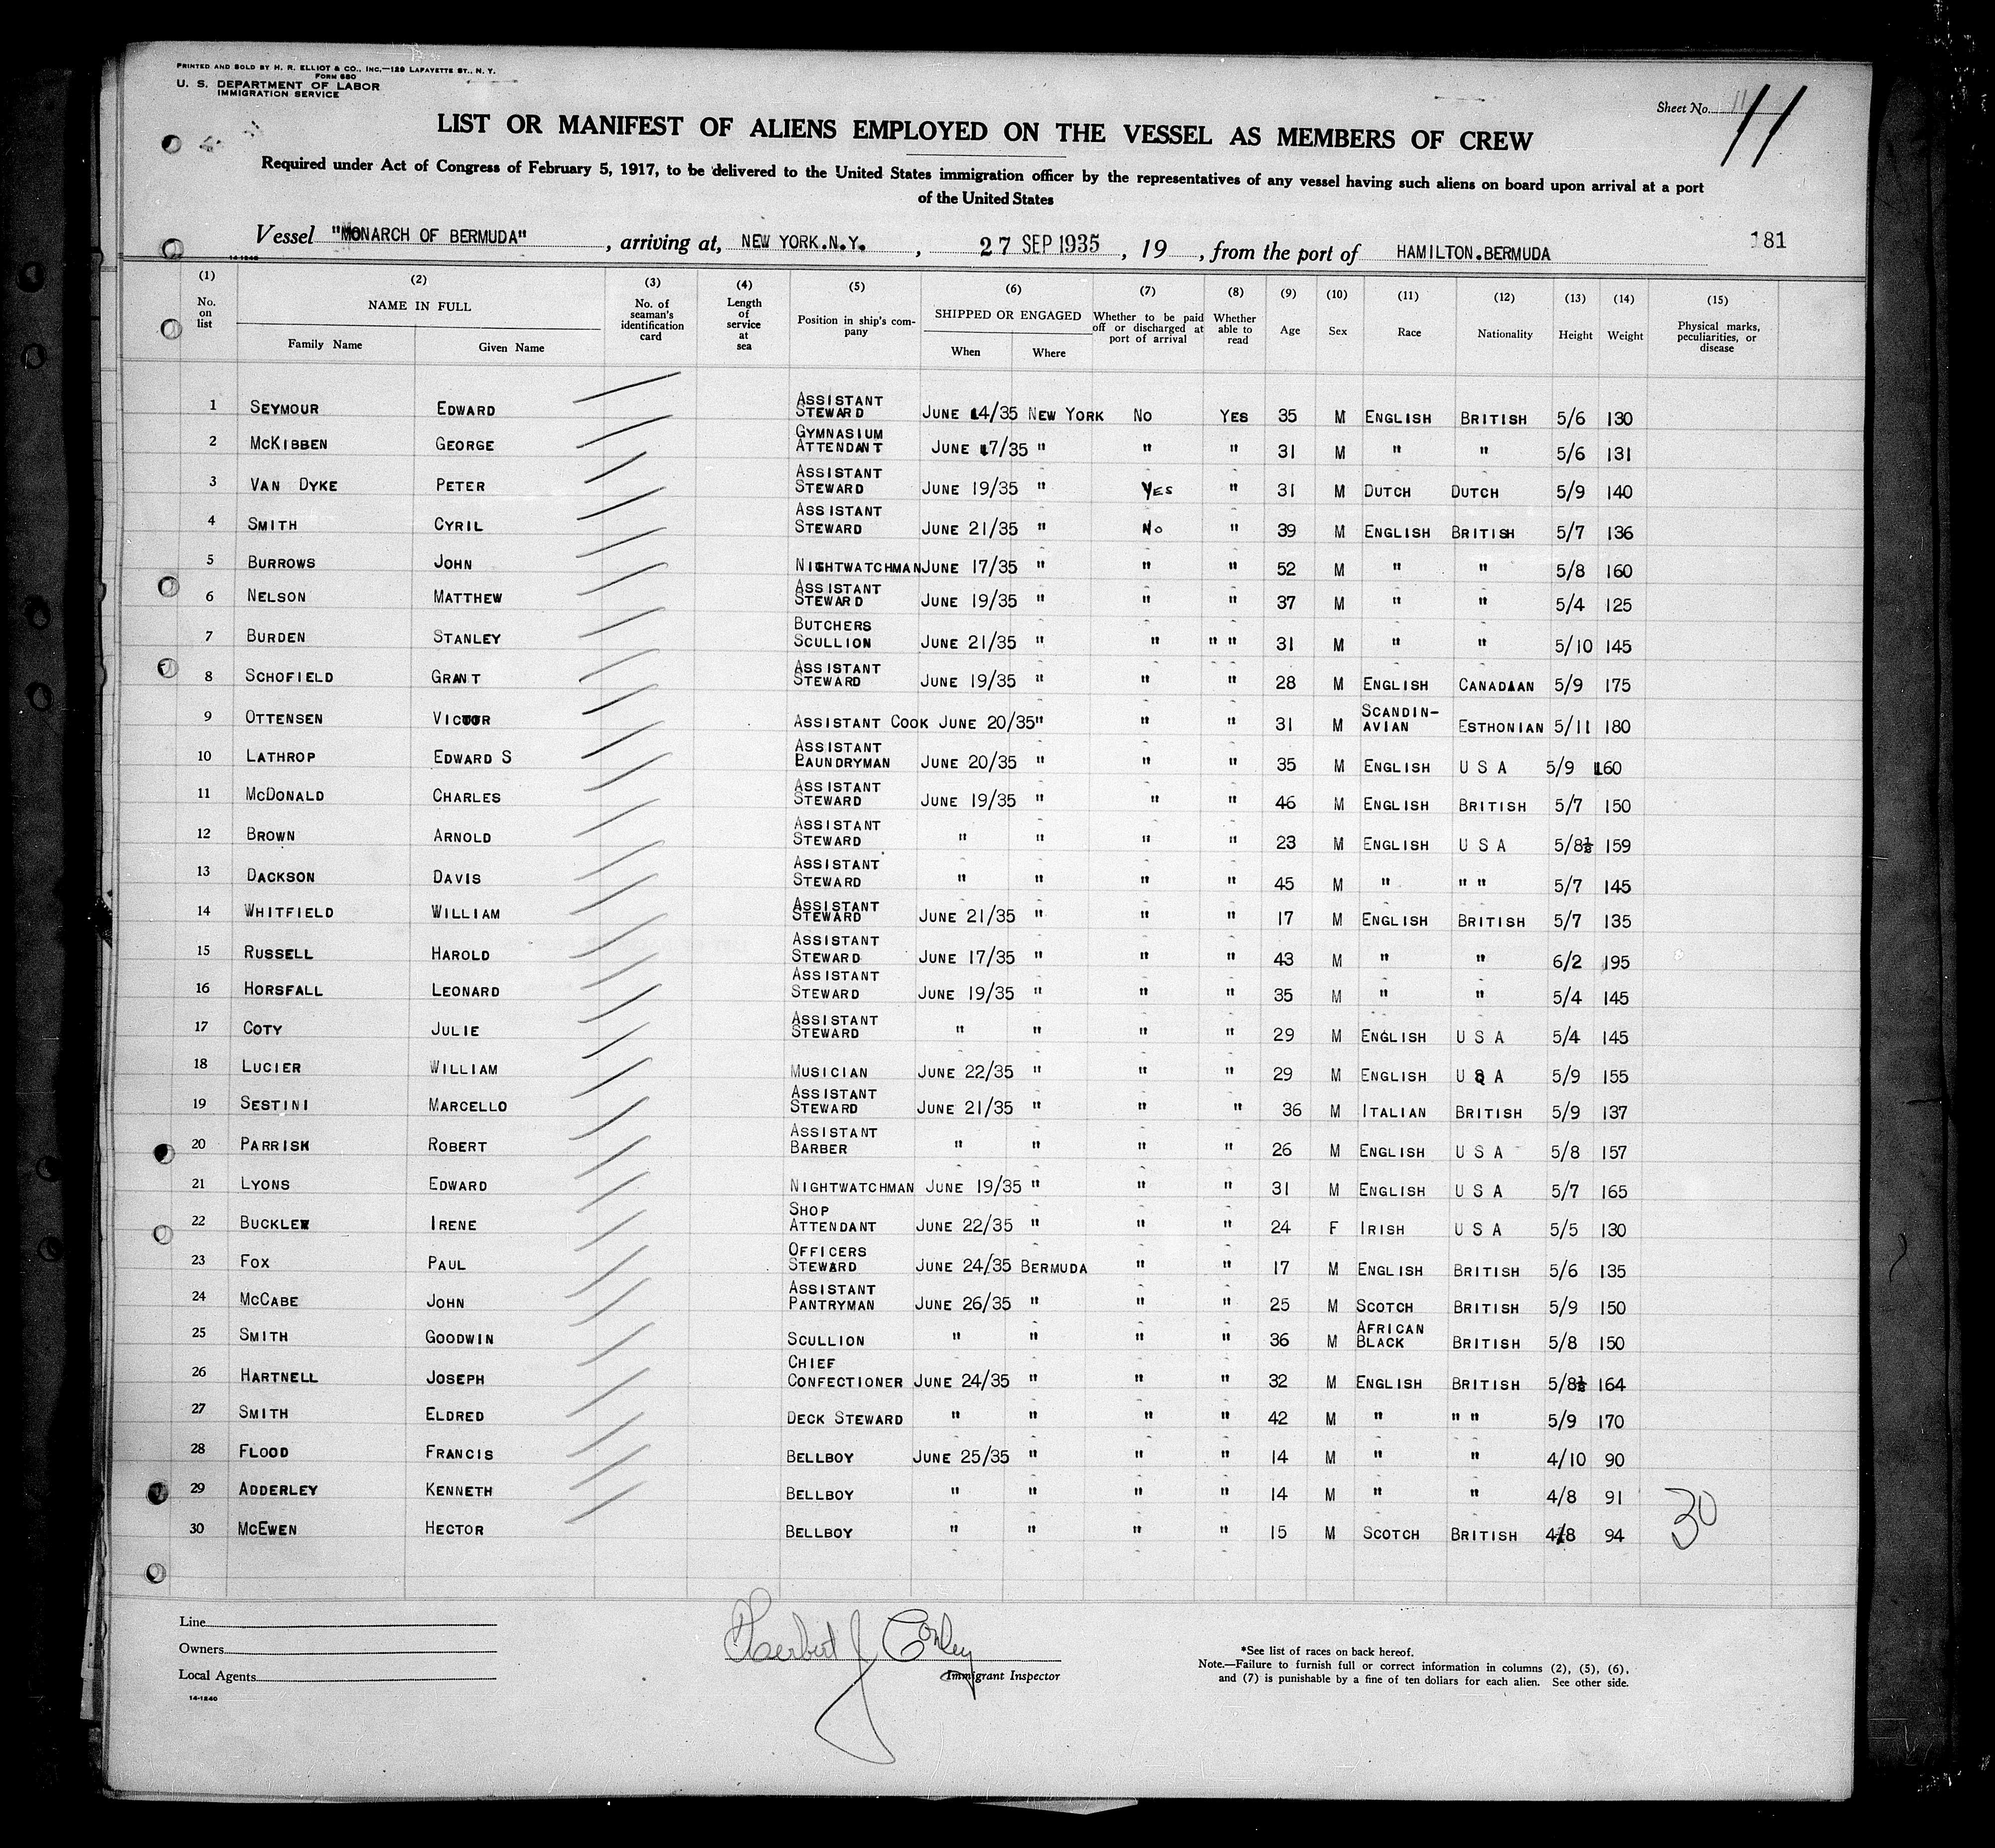 PRINTED AND SOLD BY H. R. ELLIOT & CO., INC.—129 LAFAYETTE ST., N. Y.
FORM 680
U. S. DEPARTMENT OF LABOR
IMMIGRATION SERVICE
Sheet No. 11
11
LIST OR MANIFEST OF ALIENS EMPLOYED ON THE VESSEL AS MEMBERS OF CREW
Required under Act of Congress of February 5, 1917, to be delivered to the United States immigration officer by the representatives of any vessel having such aliens on board upon arrival at a port
of the United States
Vessel "MONARCH OF BERMUDA", arriving at, NEW YORK.N.Y., 27 SEP 1935, 19, from the port of HAMILTON.BERMUDA
181
14-1240
(1) (2) (3) (4) (5) (6) (7) (8) (9) (10) (11) (12) (13) (14) (15)
No. on list NAME IN FULL Family Name Given Name No. of seaman's identification card Length of service at sea Position in ship's company SHIPPED OR ENGAGED When Where Whether to be paid off or discharged at port of arrival Whether able to read Age Sex Race Nationality Height Weight Physical marks, peculiarities, or disease
1 SEYMOUR EDWARD ASSISTANT STEWARD JUNE 14/35 NEW YORK NO YES 35 M ENGLISH BRITISH 5/6 130
2 MCKIBBEN GEORGE GYMNASIUM ATTENDANT JUNE 17/35 " " " 31 M " " 5/6 131
3 VAN DYKE PETER ASSISTANT STEWARD JUNE 19/35 " YES " 31 M DUTCH DUTCH 5/9 140
4 SMITH CYRIL ASSISTANT STEWARD JUNE 21/35 " NO " 39 M ENGLISH BRITISH 5/7 136
5 BURROWS JOHN NIGHTWATCHMAN JUNE 17/35 " " " 52 M " " 5/8 160
6 NELSON MATTHEW ASSISTANT STEWARD JUNE 19/35 " " " 37 M " " 5/4 125
7 BURDEN STANLEY BUTCHERS SCULLION JUNE 21/35 " " " " 31 M " " 5/10 145
8 SCHOFIELD GRANT ASSISTANT STEWARD JUNE 19/35 " " " 28 M ENGLISH CANADIAN 5/9 175
9 OTTENSEN VICTOR ASSISTANT COOK JUNE 20/35 " " " 31 M SCANDIN-AVIAN ESTHONIAN 5/11 180
10 LATHROP EDWARD S ASSISTANT LAUNDRYMAN JUNE 20/35 " " " 35 M ENGLISH U S A 5/9 160
11 MCDONALD CHARLES ASSISTANT STEWARD JUNE 19/35 " " " 46 M ENGLISH BRITISH 5/7 150
12 BROWN ARNOLD ASSISTANT STEWARD " " " " 23 M ENGLISH U S A 5/8½ 159
13 DACKSON DAVIS ASSISTANT STEWARD " " " " 45 M " " " 5/7 145
14 WHITFIELD WILLIAM ASSISTANT STEWARD JUNE 21/35 " " " 17 M ENGLISH BRITISH 5/7 135
15 RUSSELL HAROLD ASSISTANT STEWARD JUNE 17/35 " " " 43 M " " 6/2 195
16 HORSFALL LEONARD ASSISTANT STEWARD JUNE 19/35 " " " 35 M " " 5/4 145
17 COTY JULIE ASSISTANT STEWARD " " " " 29 M ENGLISH U S A 5/4 145
18 LUCIER WILLIAM MUSICIAN JUNE 22/35 " " " 29 M ENGLISH U S A 5/9 155
19 SESTINI MARCELLO ASSISTANT STEWARD JUNE 21/35 " " " 36 M ITALIAN BRITISH 5/9 137
20 PARRISH ROBERT ASSISTANT BARBER " " " " 26 M ENGLISH U S A 5/8 157
21 LYONS EDWARD NIGHTWATCHMAN JUNE 19/35 " " " 31 M ENGLISH U S A 5/7 165
22 BUCKLEY IRENE SHOP ATTENDANT JUNE 22/35 " " " 24 F IRISH U S A 5/5 130
23 FOX PAUL OFFICERS STEWARD JUNE 24/35 BERMUDA " " 17 M ENGLISH BRITISH 5/6 135
24 MCCABE JOHN ASSISTANT PANTRYMAN JUNE 26/35 " " " 25 M SCOTCH BRITISH 5/9 150
25 SMITH GOODWIN SCULLION " " " " 36 M AFRICAN BLACK BRITISH 5/8 150
26 HARTNELL JOSEPH CHIEF CONFECTIONER JUNE 24/35 " " " 32 M ENGLISH BRITISH 5/8½ 164
27 SMITH ELDRED DECK STEWARD " " " " 42 M " " " 5/9 170
28 FLOOD FRANCIS BELLBOY JUNE 25/35 " " " 14 M " " 4/10 90
29 ADDERLEY KENNETH BELLBOY " " " " 14 M " " 4/8 91
30 MCEWEN HECTOR BELLBOY " " " " 15 M SCOTCH BRITISH 4/8 94
30
Line
Owners
Local Agents
14-1240
Herbert J Conley
Immigrant Inspector
*See list of races on back hereof.
Note.—Failure to furnish full or correct information in columns (2), (5), (6),
and (7) is punishable by a fine of ten dollars for each alien. See other side.